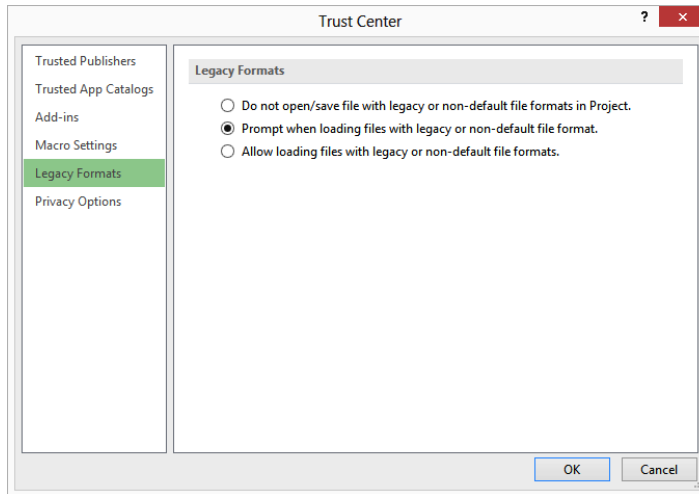 Trust Center
?
Trusted Publishers
Trusted App Catalogs
Add-ins
Macro Settings
Legacy Formats
Privacy Options
Legacy Formats
Do not open/save file with legacy or non-default file formats in Project.
Prompt when loading files with legacy or non-default file format.
Allow loading files with legacy or non-default file formats.
OK
Cancel